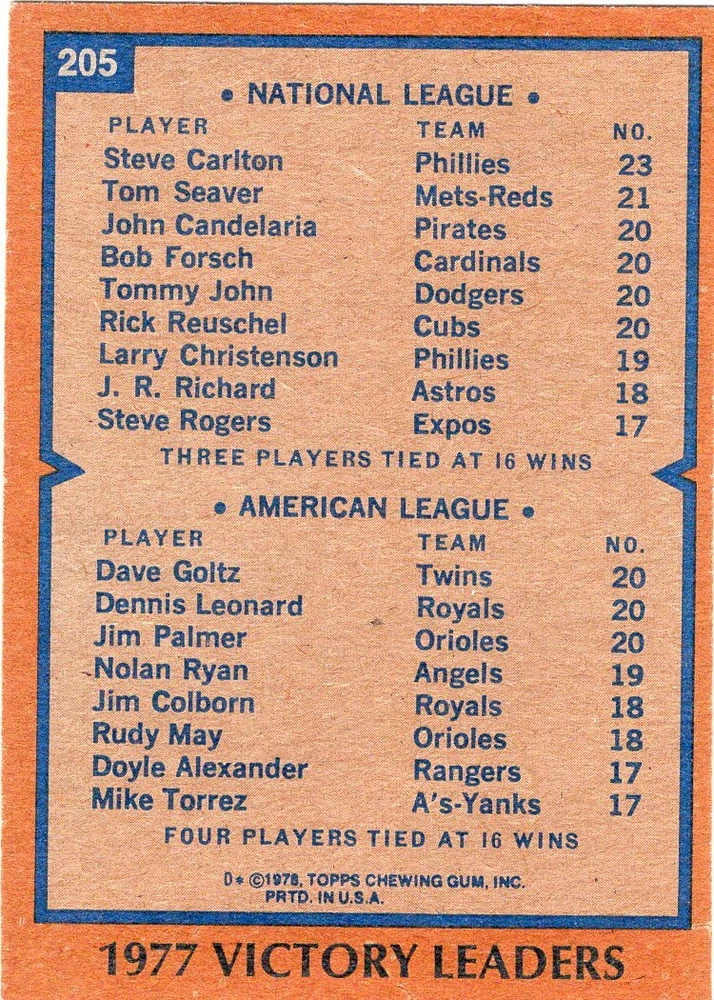 205
• NATIONAL LEAGUE •
PLAYER TEAM NO.
Steve Carlton Phillies 23
Tom Seaver Mets-Reds 21
John Candelaria Pirates 20
Bob Forsch Cardinals 20
Tommy John Dodgers 20
Rick Reuschel Cubs 20
Larry Christenson Phillies 19
J. R. Richard Astros 18
Steve Rogers Expos 17
THREE PLAYERS TIED AT 16 WINS
• AMERICAN LEAGUE •
PLAYER TEAM NO.
Dave Goltz Twins 20
Dennis Leonard Royals 20
Jim Palmer Orioles 20
Nolan Ryan Angels 19
Jim Colborn Royals 18
Rudy May Orioles 18
Doyle Alexander Rangers 17
Mike Torrez A's-Yanks 17
FOUR PLAYERS TIED AT 16 WINS
D* ©1978, TOPPS CHEWING GUM, INC.
PRTD. IN U.S.A.
1977 VICTORY LEADERS